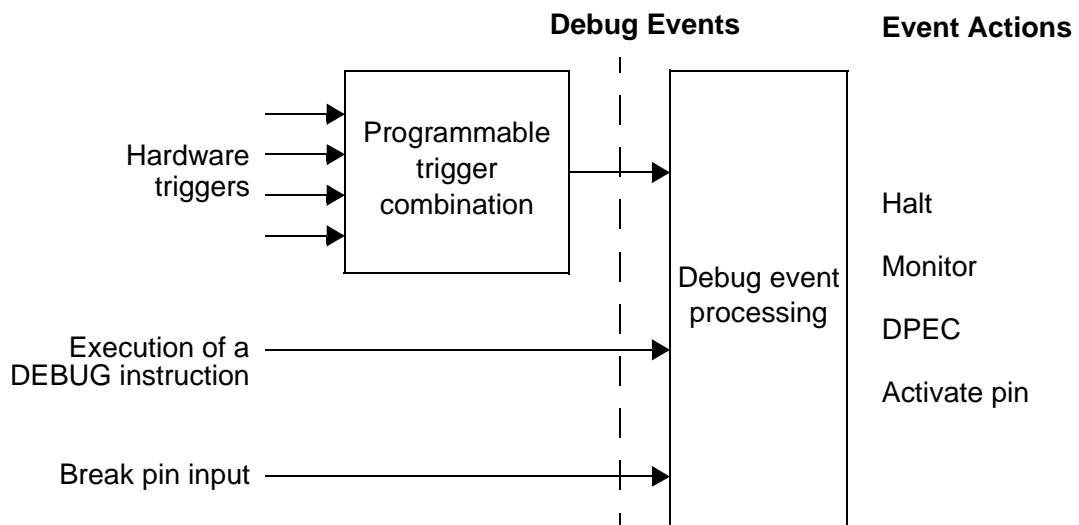 Debug Events
Event Actions
Hardware
triggers
Programmable
trigger
combination
Debug event
processing
Halt
Monitor
DPEC
Activate pin
Execution of a
DEBUG instruction
Break pin input